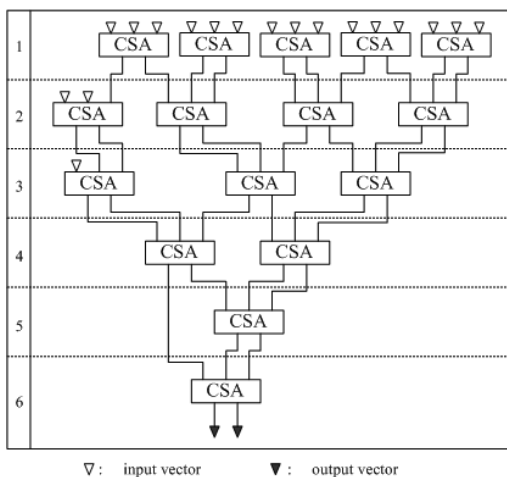 1
CSA CSA CSA CSA CSA
2
CSA CSA CSA CSA
3
CSA CSA CSA
4
CSA CSA
5
CSA
6
CSA
: input vector : output vector